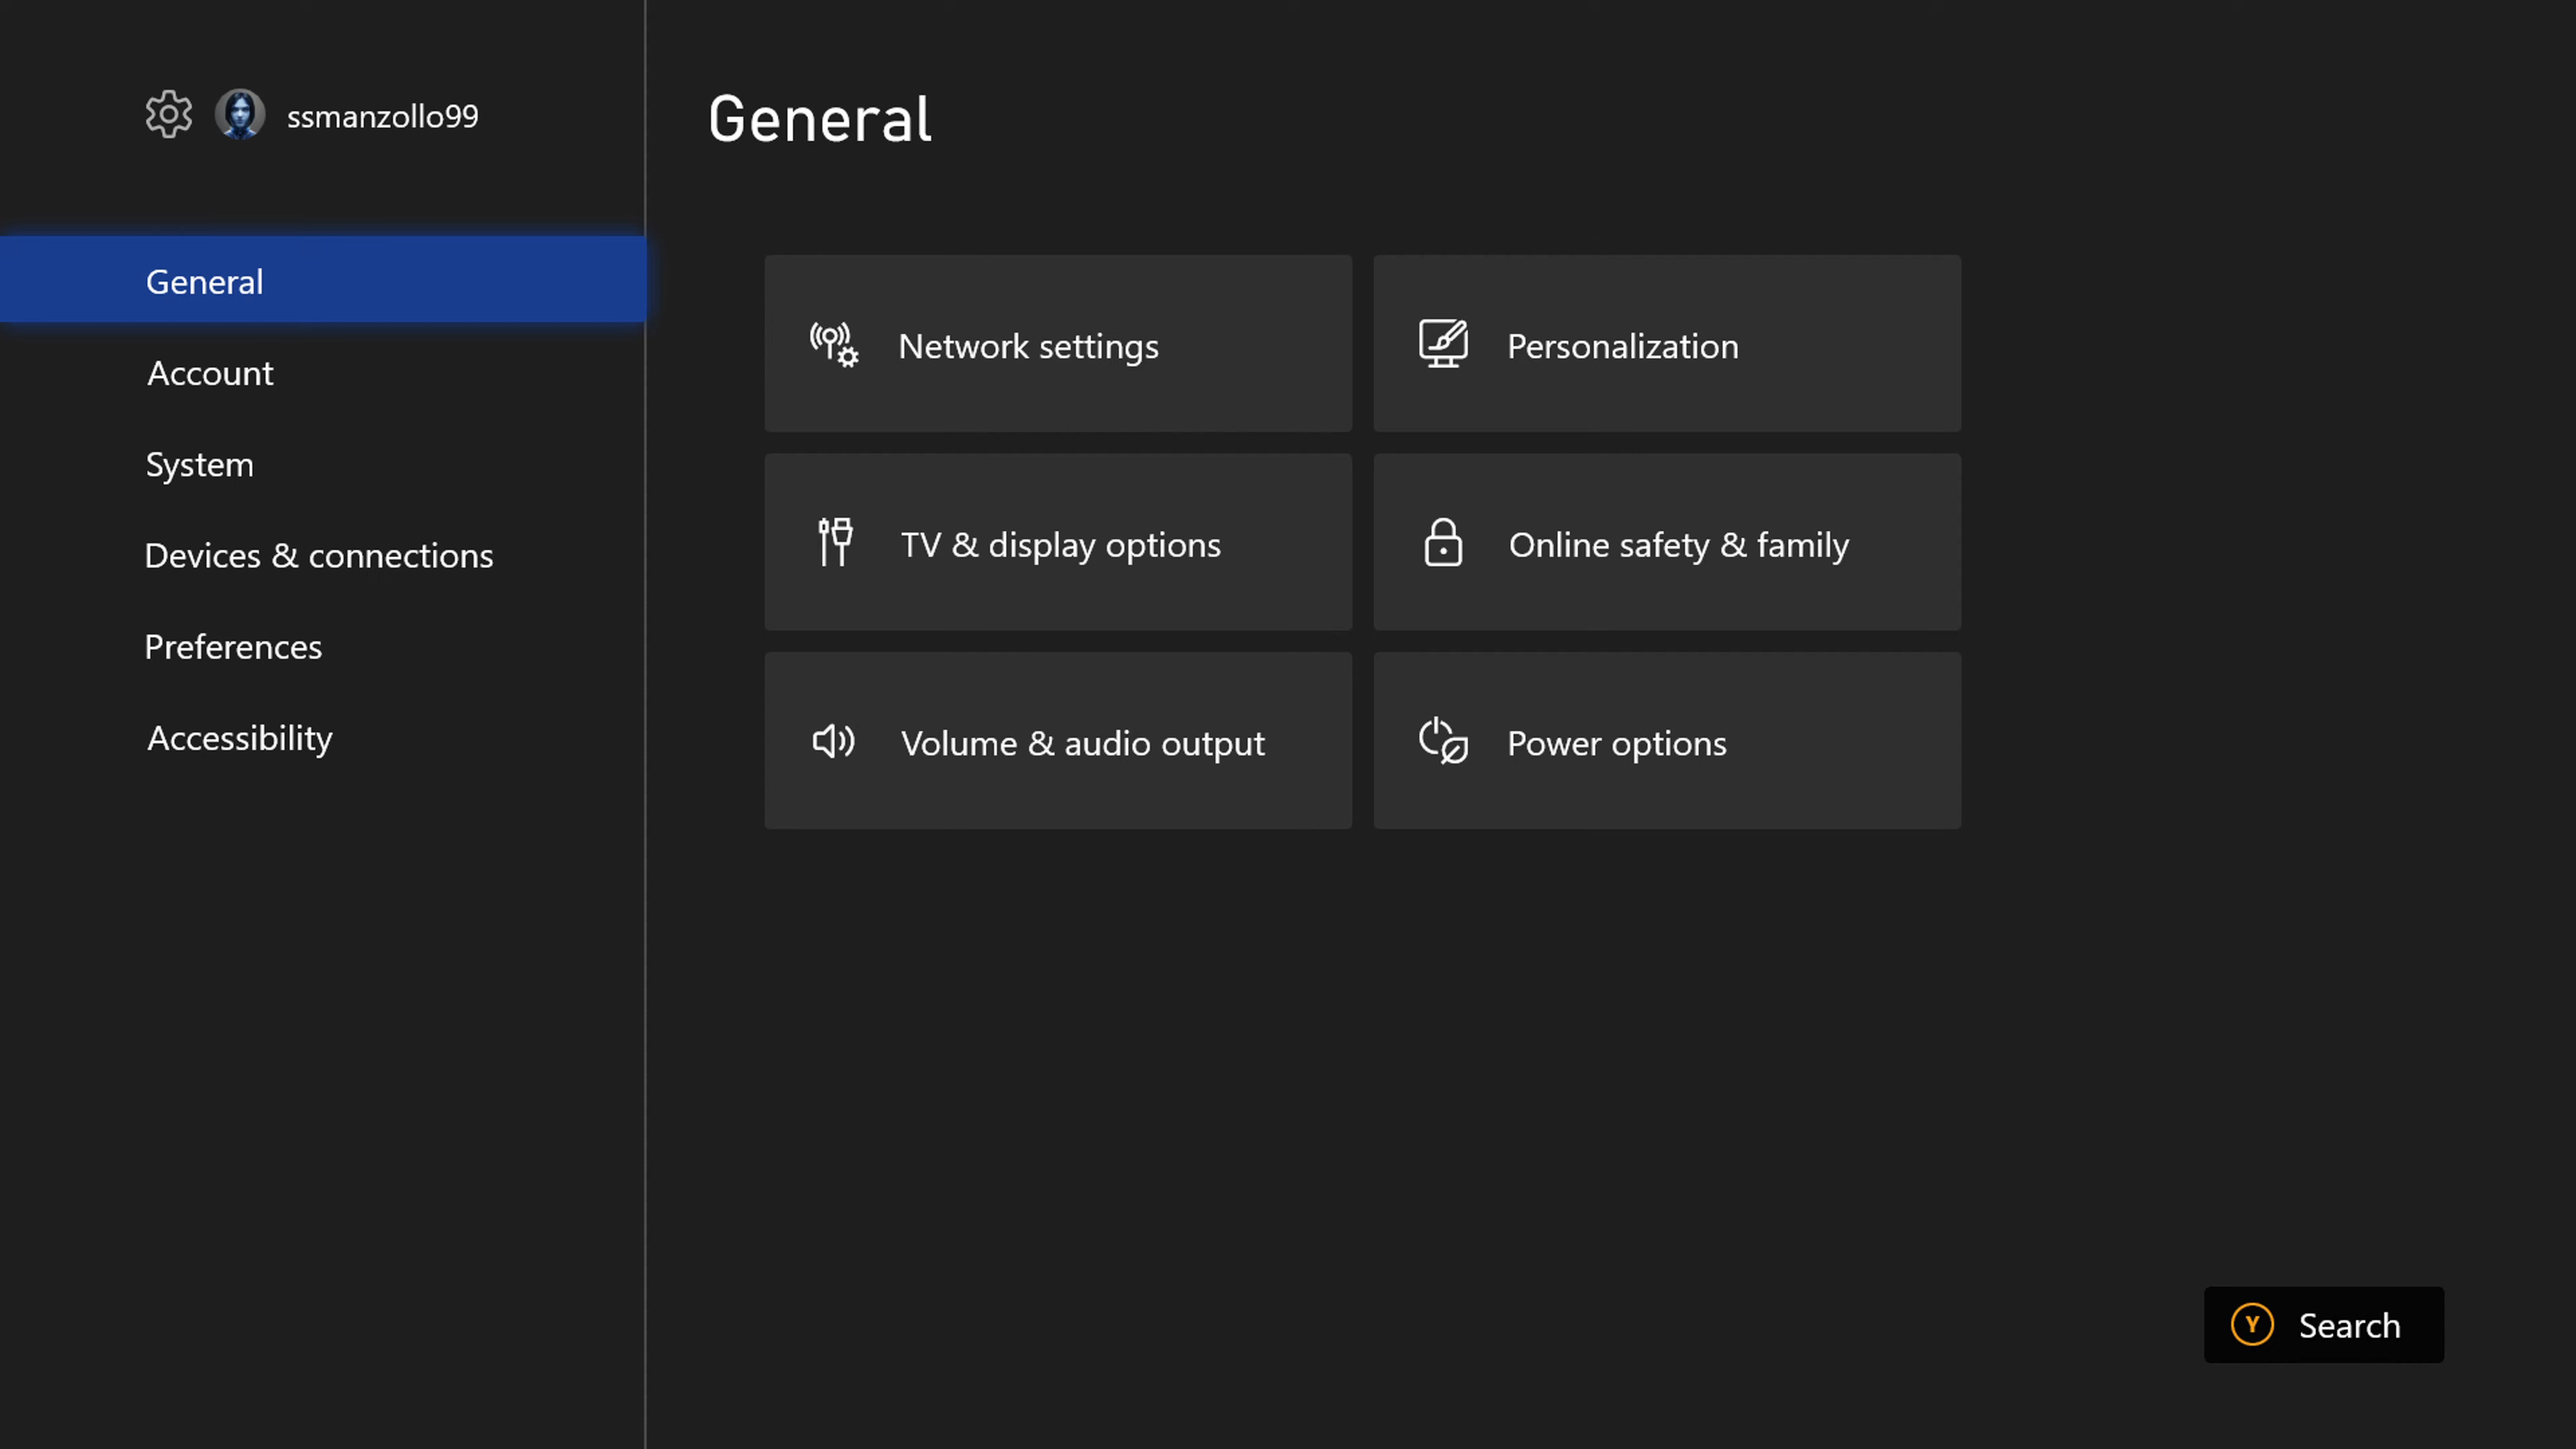 ssmanzollo99
General
Account
System
Devices & connections
Preferences
Accessibility
General
Network settings
Personalization
TV & display options
Online safety & family
Volume & audio output
Power options
Y Search